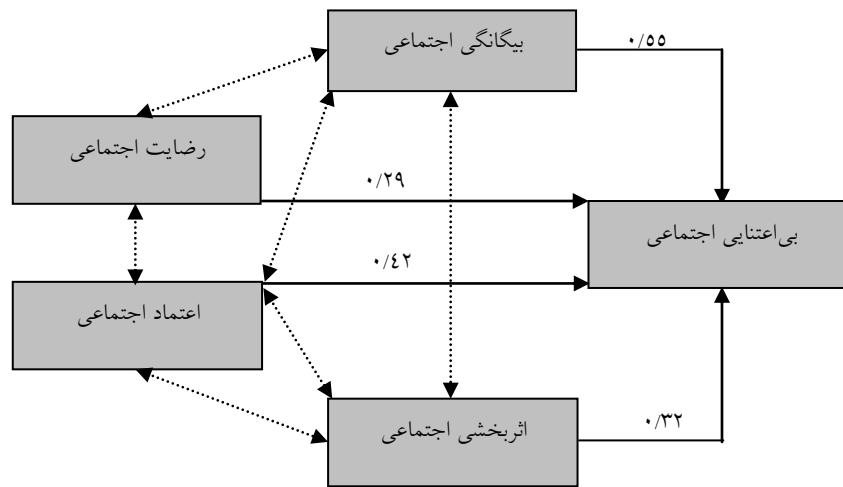 بیگانگی اجتماعی
۰/۵۵
رضایت اجتماعی
۰/۲۹
بی‌اعتنایی اجتماعی
۰/٤۲
اعتماد اجتماعی
اثربخشی اجتماعی
۰/۳۲